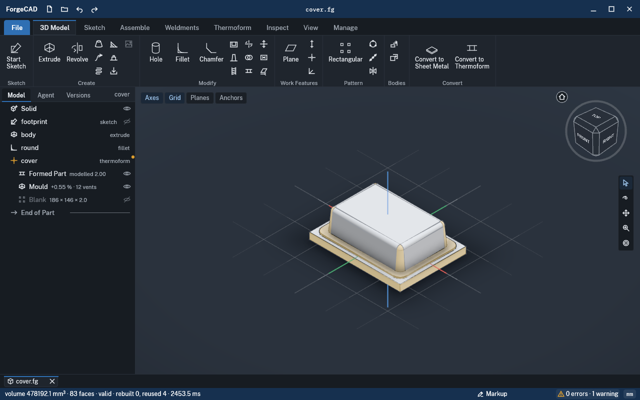 ForgeCAD
cover.fg
File 3D Model Sketch Assemble Weldments Thermoform Inspect View Manage
Start Sketch
Extrude Revolve
Hole Fillet Chamfer
Plane
Rectangular
Convert to Sheet Metal
Convert to Thermoform
Sketch Create Modify Work Features Pattern Bodies Convert
Model Agent Versions cover
Axes Grid Planes Anchors
Solid
footprint sketch
body extrude
round fillet
cover thermoform
Formed Part modelled 2.00
Mould +0.55 % · 12 vents
Blank 186 × 146 × 2.0
End of Part
cover.fg
volume 478192.1 mm³ · 83 faces · valid · rebuilt 0, reused 4 · 2453.5 ms
Markup
0 errors · 1 warning
mm